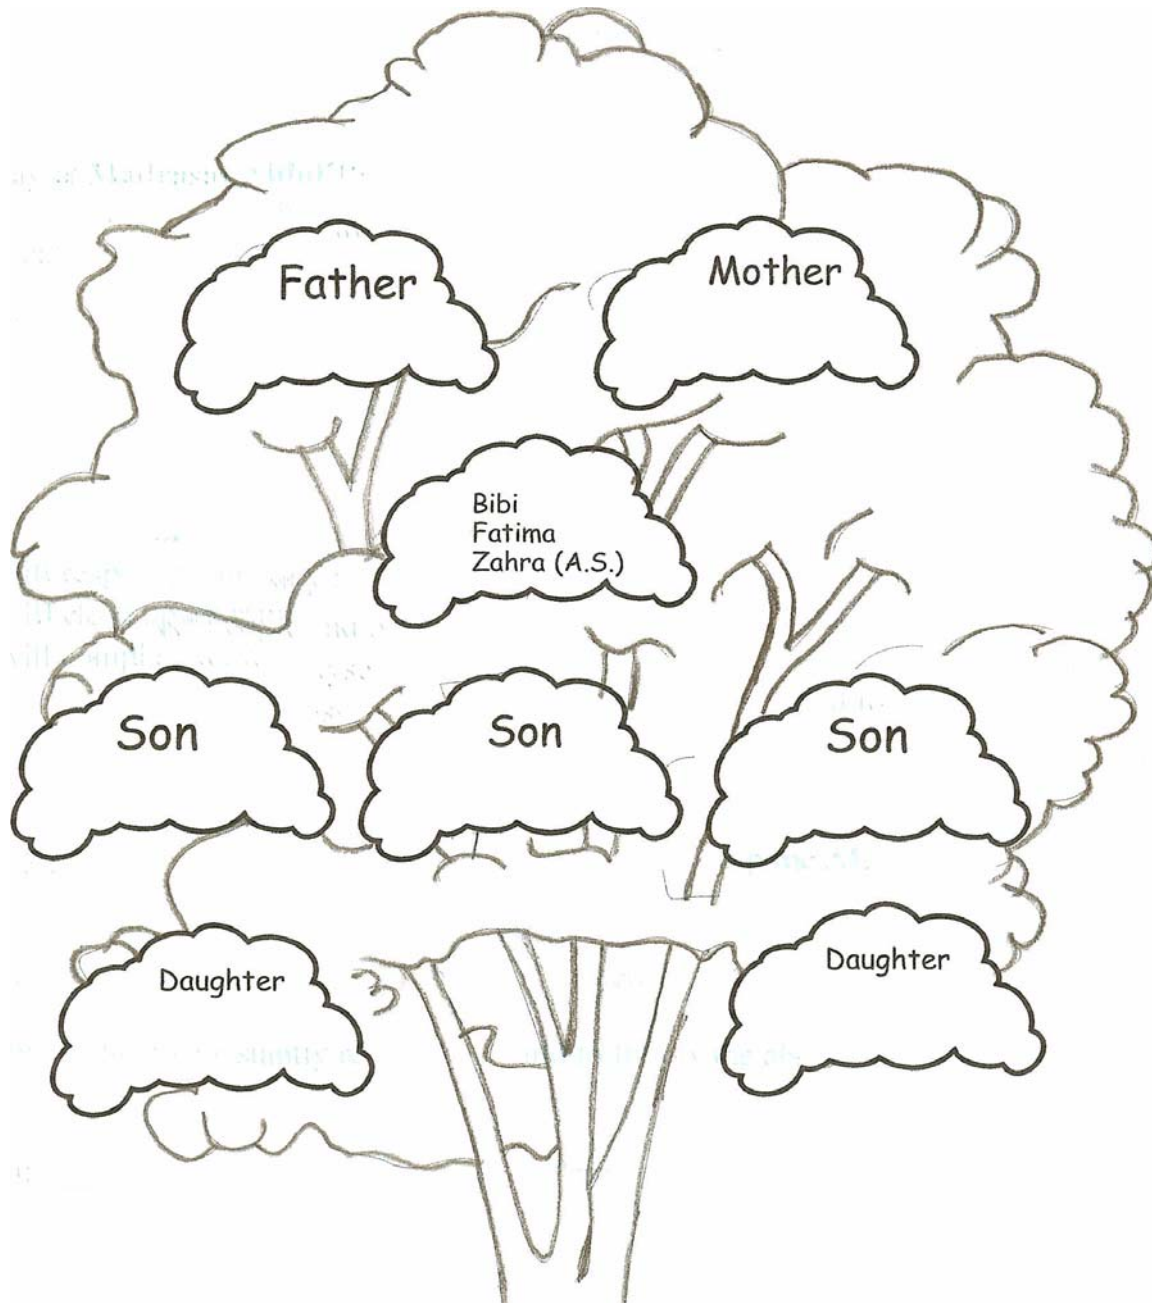 Father
Mother
Bibi
Fatima
Zahra (A.S.)
Son
Son
Son
Daughter
Daughter